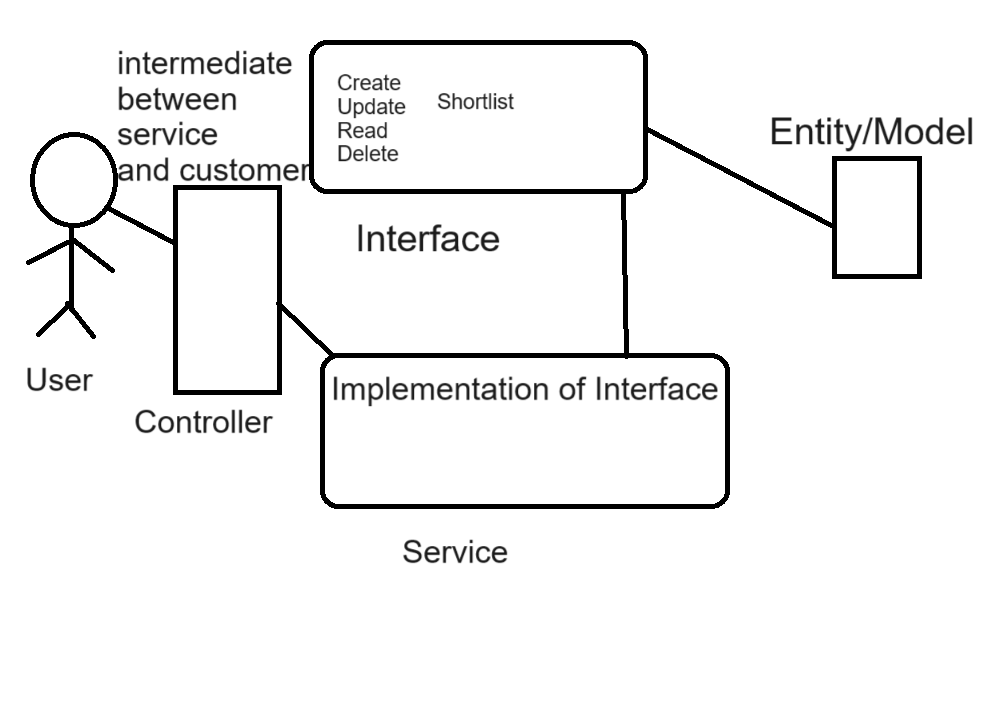 intermediate
between
service
and customer
Create
Update
Read
Delete
Shortlist
Entity/Model
Interface
User
Controller
Implementation of Interface
Service